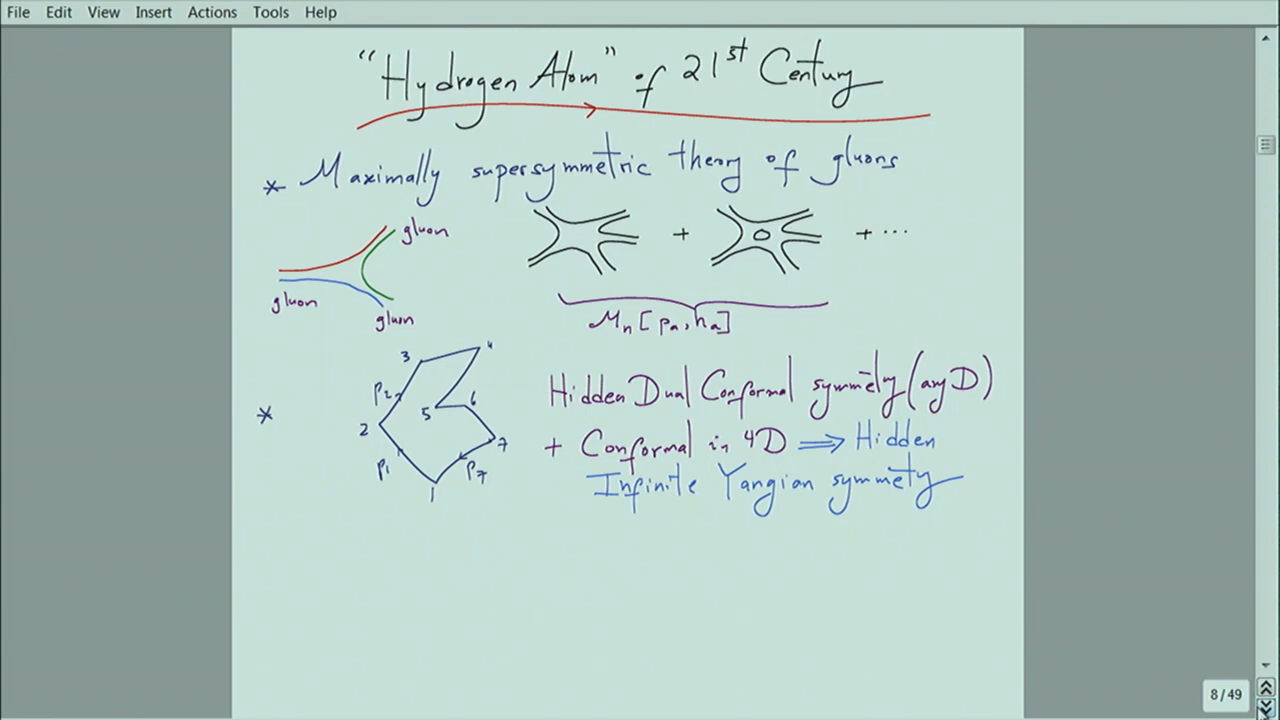 File Edit View Insert Actions Tools Help
“Hydrogen Atom” of 21st Century
* Maximally supersymmetric theory of gluons
gluon
+ + ...
gluon
gluon
Mn [pa, ha]
3 4
p2 5 6
2 7
p1 p7
1
*
Hidden Dual Conformal symmetry (any D)
+ Conformal in 4D ⟹ Hidden
Infinite Yangian symmety
8 / 49